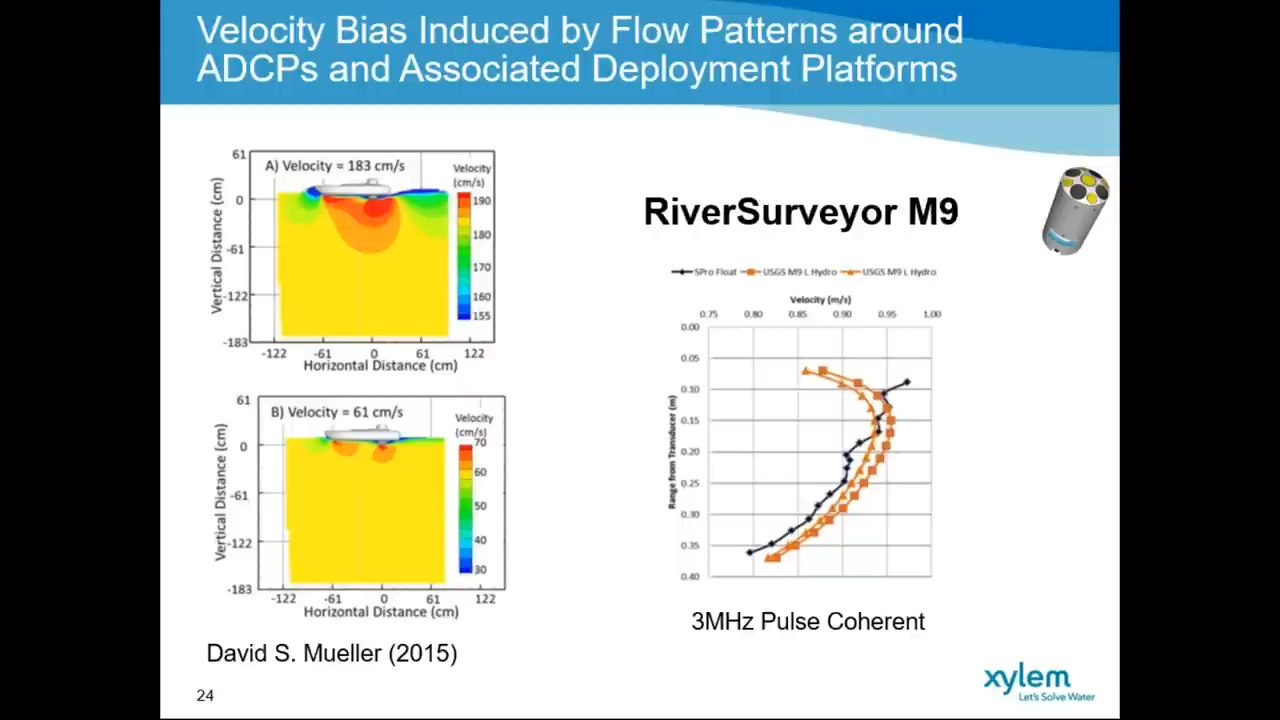 Velocity Bias Induced by Flow Patterns around
ADCPs and Associated Deployment Platforms
A) Velocity = 183 cm/s
Velocity
(cm/s)
190
180
170
160
155
61
0
-61
-122
-183
Vertical Distance (cm)
-122 -61 0 61 122
Horizontal Distance (cm)
B) Velocity = 61 cm/s
Velocity
(cm/s)
70
60
50
40
30
61
0
-61
-122
-183
Vertical Distance (cm)
-122 -61 0 61 122
Horizontal Distance (cm)
David S. Mueller (2015)
24
RiverSurveyor M9
SPro Float USGS M9 L Hydro USGS M9 L Hydro
Velocity (m/s)
0.75 0.80 0.85 0.90 0.95 1.00
0.00
0.05
0.10
0.15
0.20
0.25
0.30
0.35
0.40
Range from Transducer (m)
3MHz Pulse Coherent
xylem
Let's Solve Water